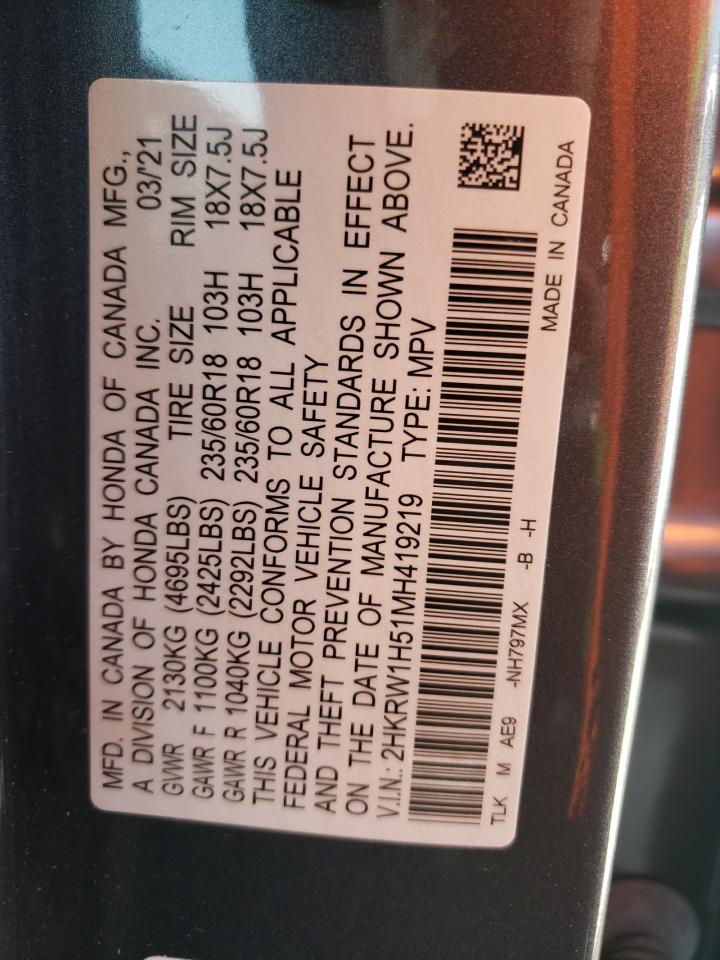 MFD. IN CANADA BY HONDA OF CANADA MFG.,
A DIVISION OF HONDA CANADA INC. 03/'21
GVWR 2130KG (4695LBS) TIRE SIZE RIM SIZE
GAWR F 1100KG (2425LBS) 235/60R18 103H 18X7.5J
GAWR R 1040KG (2292LBS) 235/60R18 103H 18X7.5J
THIS VEHICLE CONFORMS TO ALL APPLICABLE
FEDERAL MOTOR VEHICLE SAFETY
AND THEFT PREVENTION STANDARDS IN EFFECT
ON THE DATE OF MANUFACTURE SHOWN ABOVE.
V.I.N.: 2HKRW1H51MH419219 TYPE: MPV
TLK M AE9 -NH797MX -B -H
MADE IN CANADA